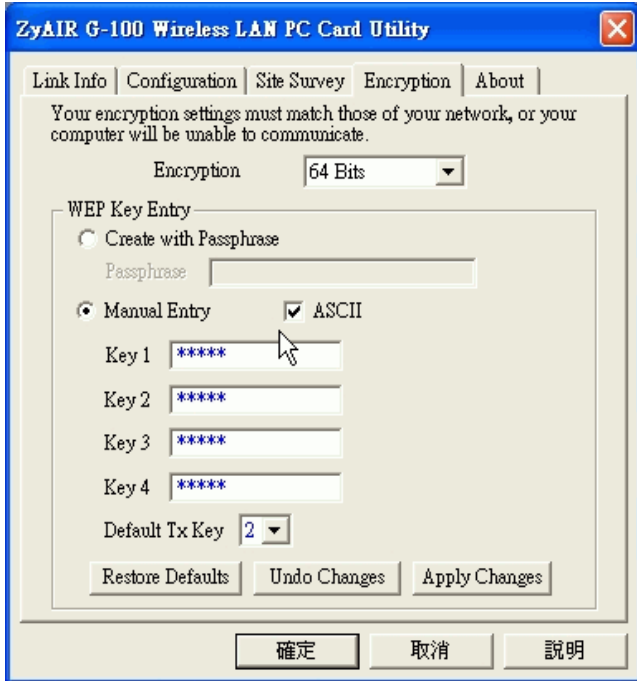 ZyAIR G-100 Wireless LAN PC Card Utility
Link Info Configuration Site Survey Encryption About
Your encryption settings must match those of your network, or your
computer will be unable to communicate.
Encryption 64 Bits
WEP Key Entry
Create with Passphrase
Passphrase
Manual Entry ASCII
Key 1 *****
Key 2 *****
Key 3 *****
Key 4 *****
Default Tx Key 2
Restore Defaults Undo Changes Apply Changes
確定 取消 說明